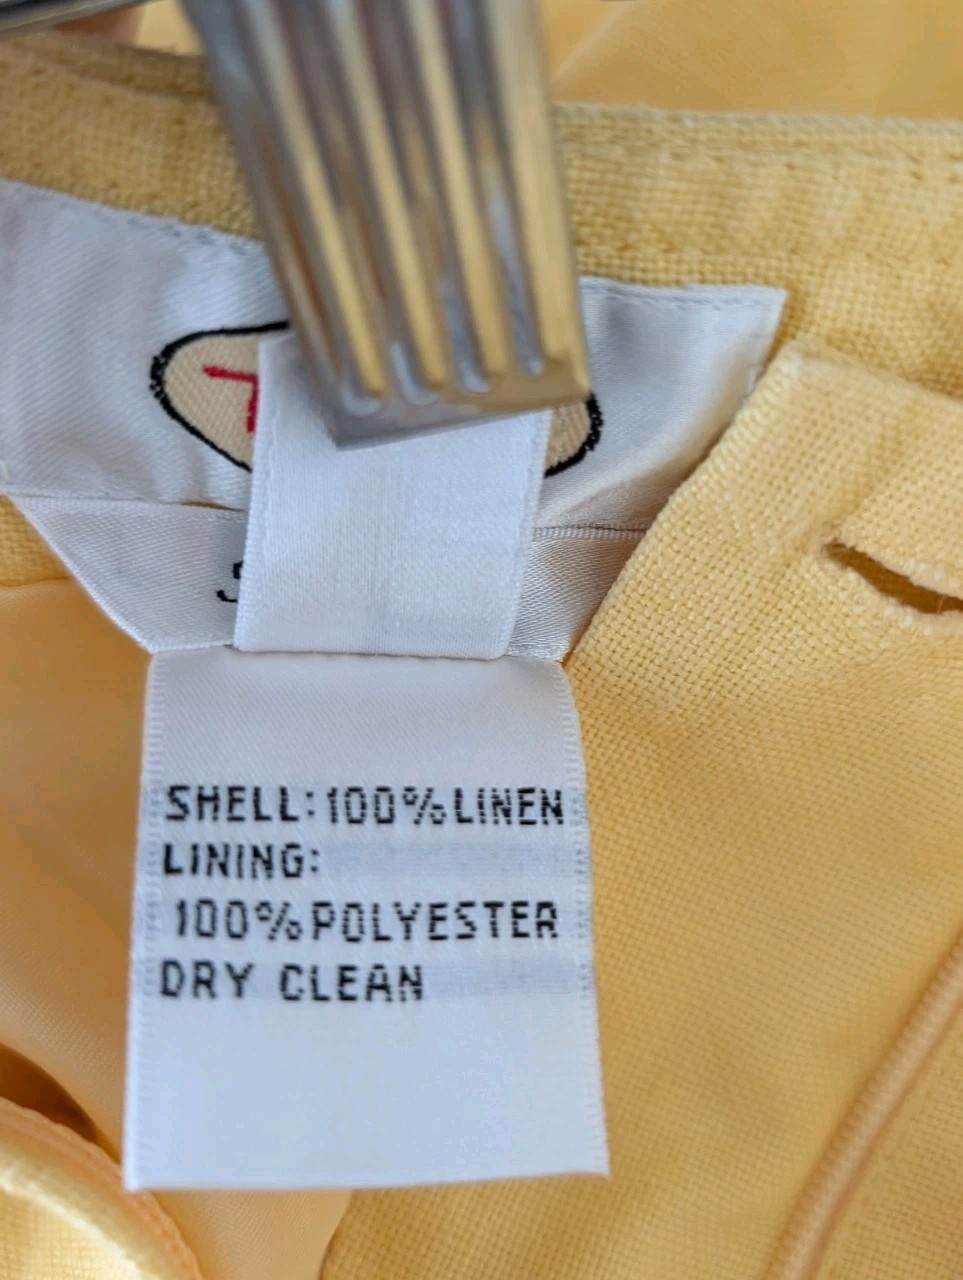 SHELL: 100% LINEN
LINING:
100% POLYESTER
DRY CLEAN